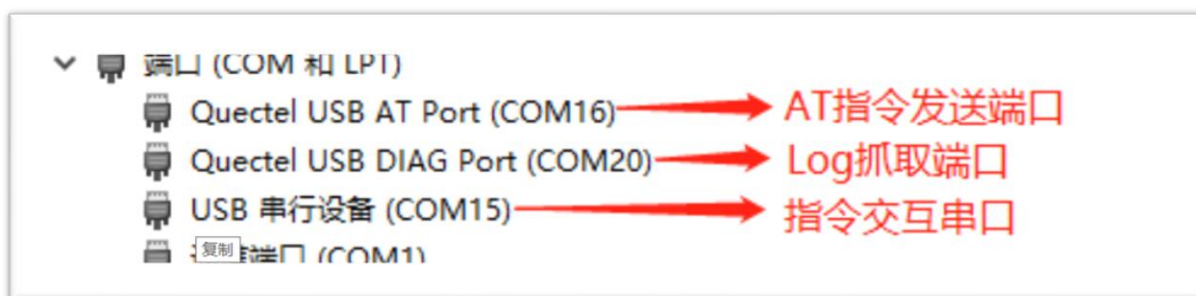 端口 (COM 和 LPT)
Quectel USB AT Port (COM16) AT指令发送端口
Quectel USB DIAG Port (COM20) Log抓取端口
USB 串行设备 (COM15) 指令交互串口
复制 端口 (COM1)